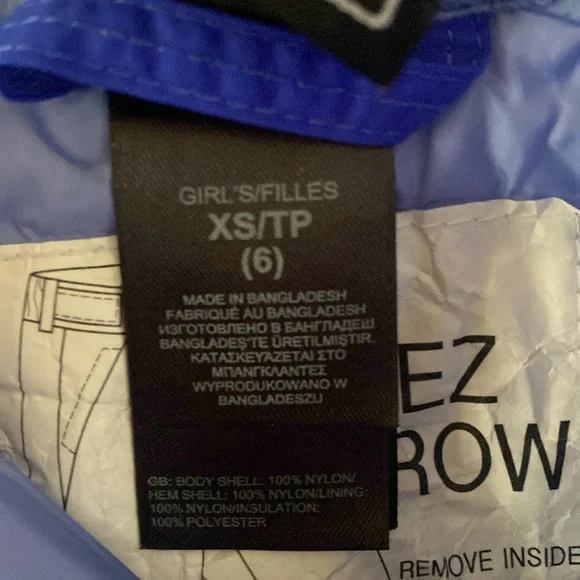 GIRL'S/FILLES
XS/TP
(6)
MADE IN BANGLADESH
FABRIQUÉ AU BANGLADESH
ИЗГОТОВЛЕНО В БАНГЛАДЕШ
BANGLADEŞ'TE ÜRETILMIŞTIR.
ΚΑΤΑΣΚΕΥΑΖΕΤΑΙ ΣΤΟ
ΜΠΑΝΓΚΛΑΝΤΕΣ
WYPRODUKOWANO W
BANGLADESZU
GB: BODY SHELL: 100% NYLON/
HEM SHELL: 100% NYLON/LINING:
100% NYLON/INSULATION:
100% POLYESTER
EZ
ROW
REMOVE INSIDE